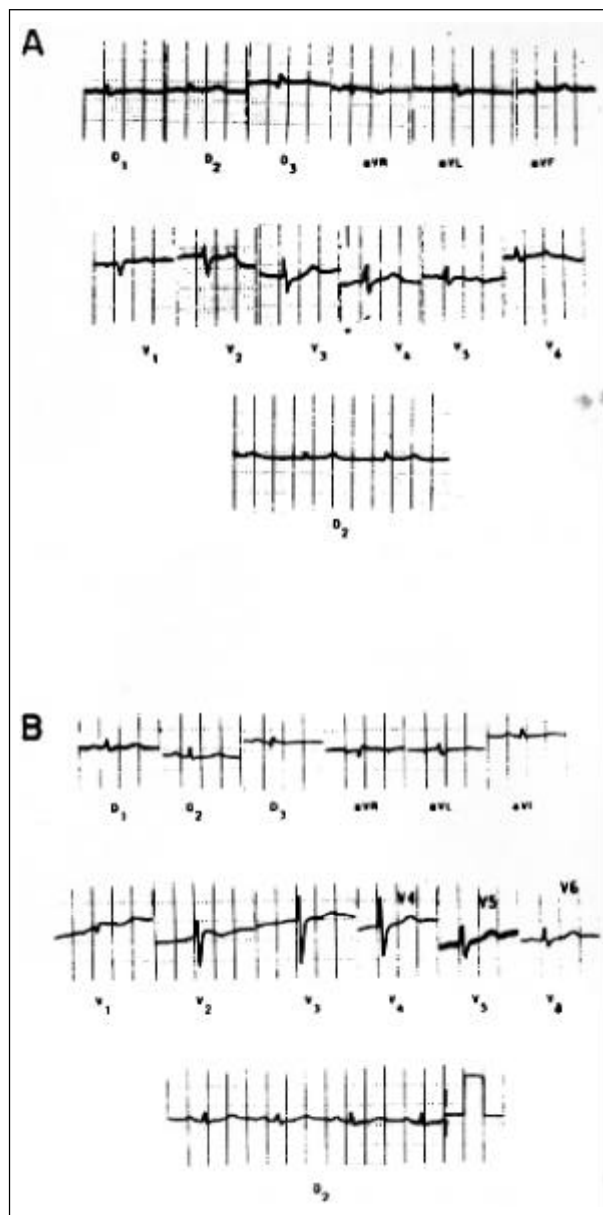 A
D1 D2 D3 aVR aVL aVF
V1 V2 V3 V4 V5 V6
D2
B
D1 D2 D3 aVR aVL
V4 V5 V6
V1 V2 V3 V4 V5 V6
D2